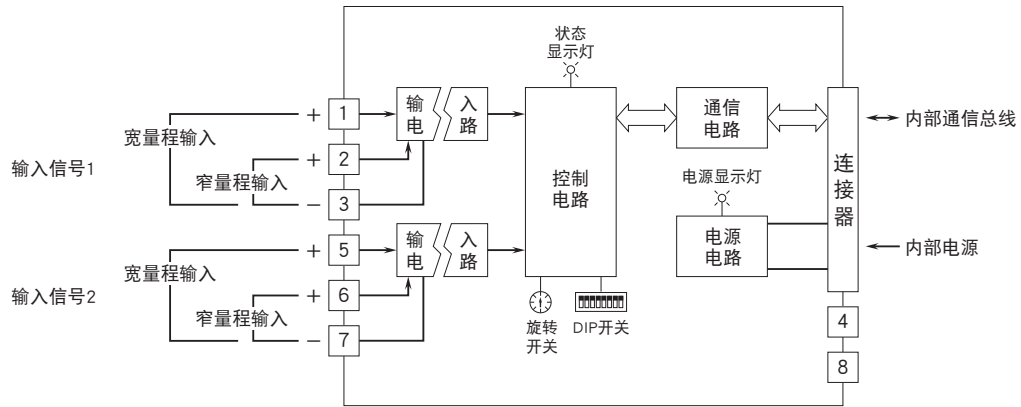 状态
显示灯
输 入
电 路
通信
电路
内部通信总线
+ 1
宽量程输入
+ 2
输入信号1
窄量程输入
- 3
控制
电路
电源显示灯
连
接
器
+ 5
输 入
电 路
电源
电路
内部电源
宽量程输入
+ 6
输入信号2
窄量程输入
- 7
旋转
开关
DIP开关
4
8